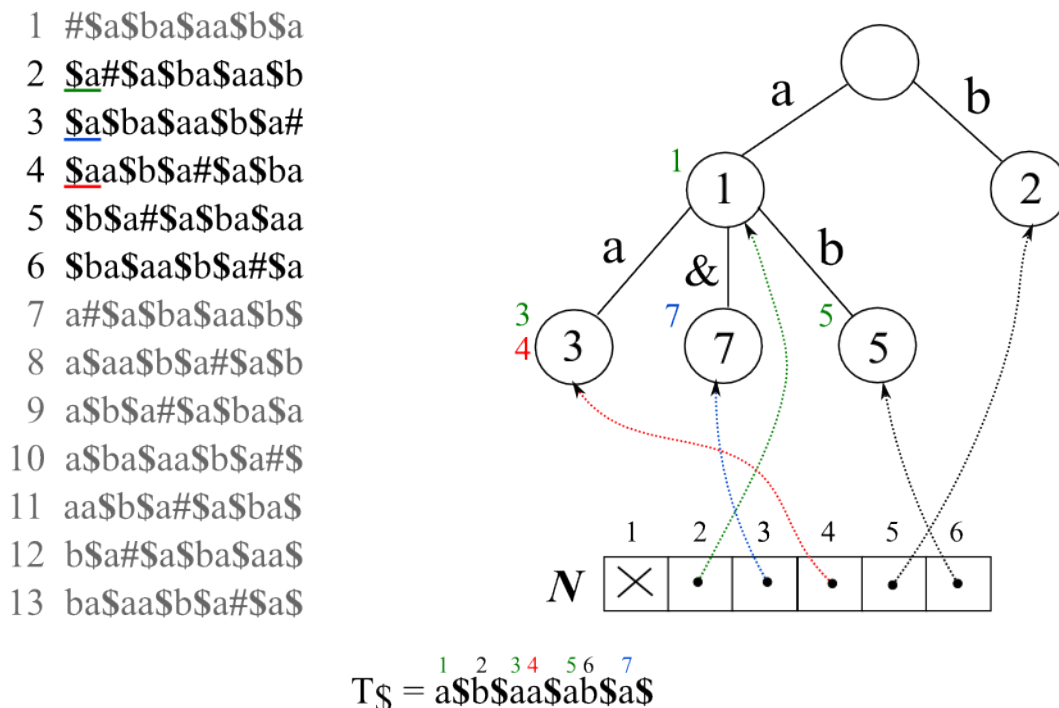 1 #$a$ba$aa$b$a
2 $a#$a$ba$aa$b
3 $a$ba$aa$b$a#
4 $aa$b$a#$a$ba
5 $b$a#$a$ba$aa
6 $ba$aa$b$a#$a
7 a#$a$ba$aa$b$
8 a$aa$b$a#$a$b
9 a$b$a#$a$ba$a
10 a$ba$aa$b$a#$
11 aa$b$a#$a$ba$
12 b$a#$a$ba$aa$
13 ba$aa$b$a#$a$
a b
1 1 2
a & b
3 4 3 7 7 5 5
1 2 3 4 5 6
N
1 2 3 4 5 6 7
T$ = a$b$aa$ab$a$